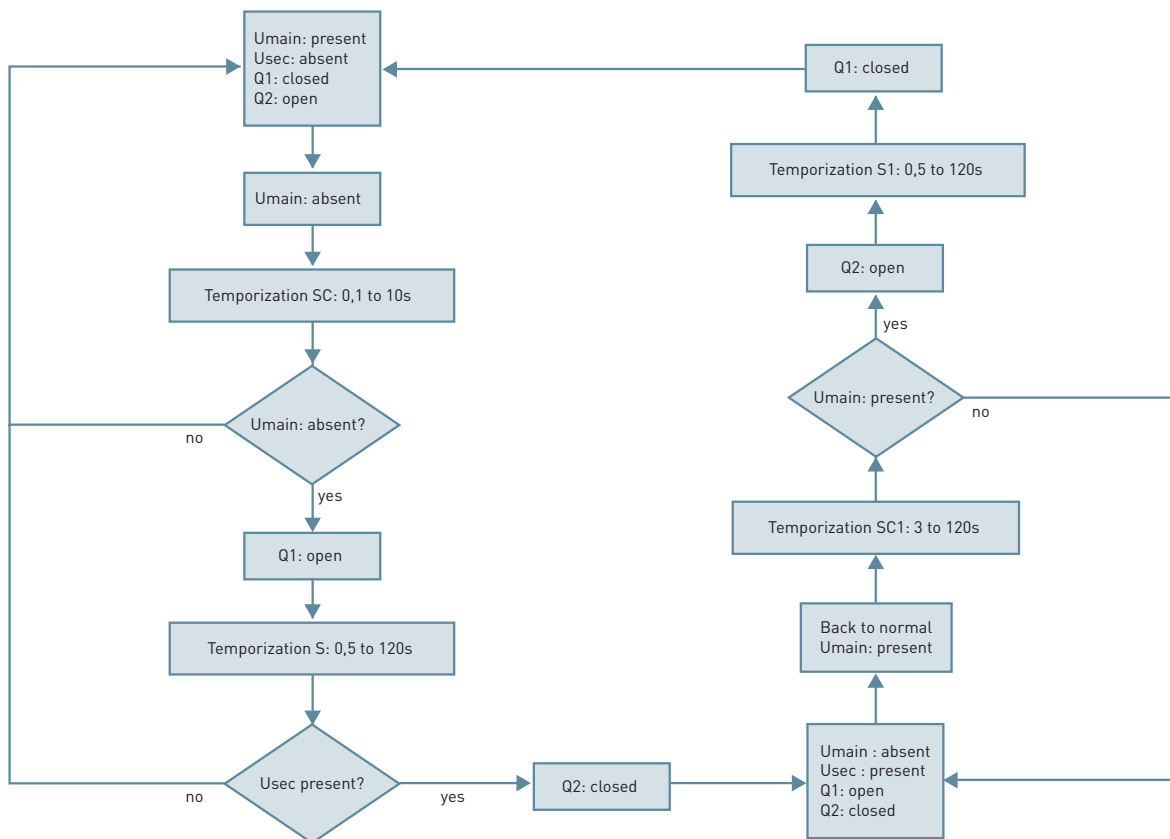 Umain: present
Usec: absent
Q1: closed
Q2: open
Umain: absent
Temporization SC: 0,1 to 10s
Umain: absent?
no
yes
Q1: open
Temporization S: 0,5 to 120s
Usec present?
no
yes
Q2: closed
Umain : absent
Usec : present
Q1: open
Q2: closed
Back to normal
Umain: present
Temporization SC1: 3 to 120s
Umain: present?
no
yes
Q2: open
Temporization S1: 0,5 to 120s
Q1: closed